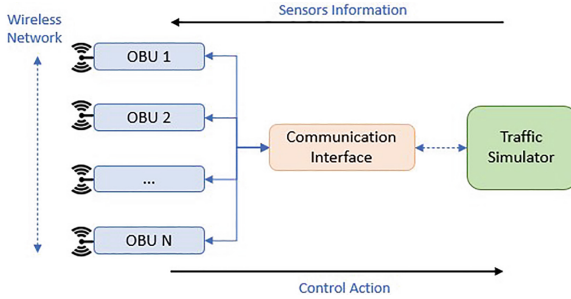 Wireless
Network
Sensors Information
OBU 1
OBU 2
...
OBU N
Communication
Interface
Traffic
Simulator
Control Action